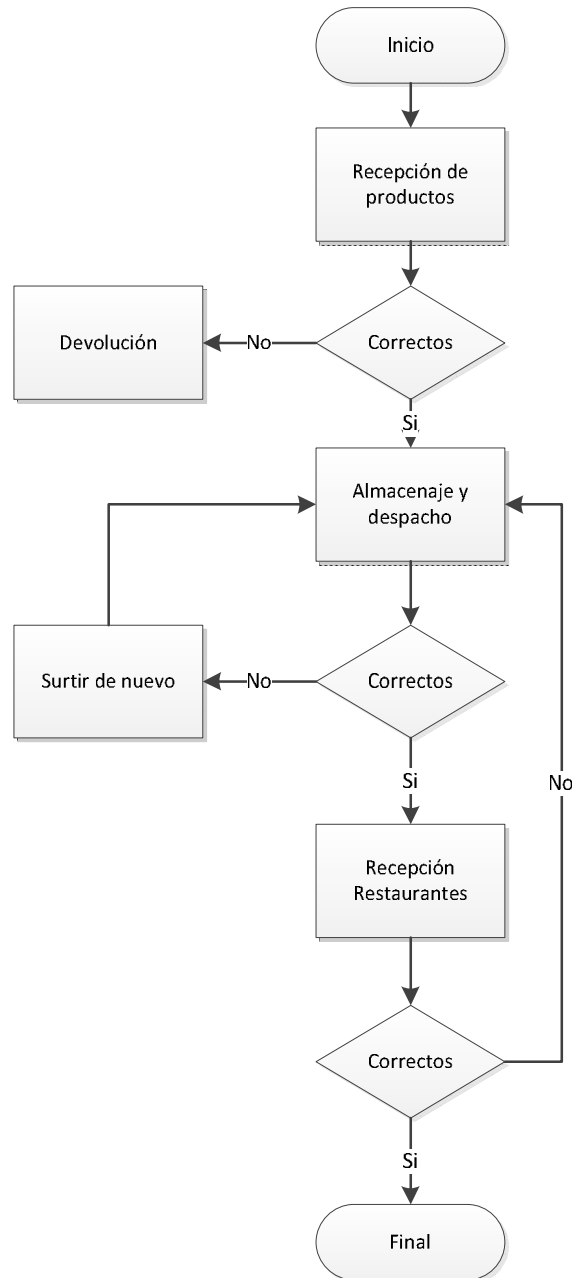 Inicio
Recepción de
productos
Devolución
No
Correctos
Si
Almacenaje y
despacho
Surtir de nuevo
No
Correctos
Si
No
Recepción
Restaurantes
Correctos
Si
Final